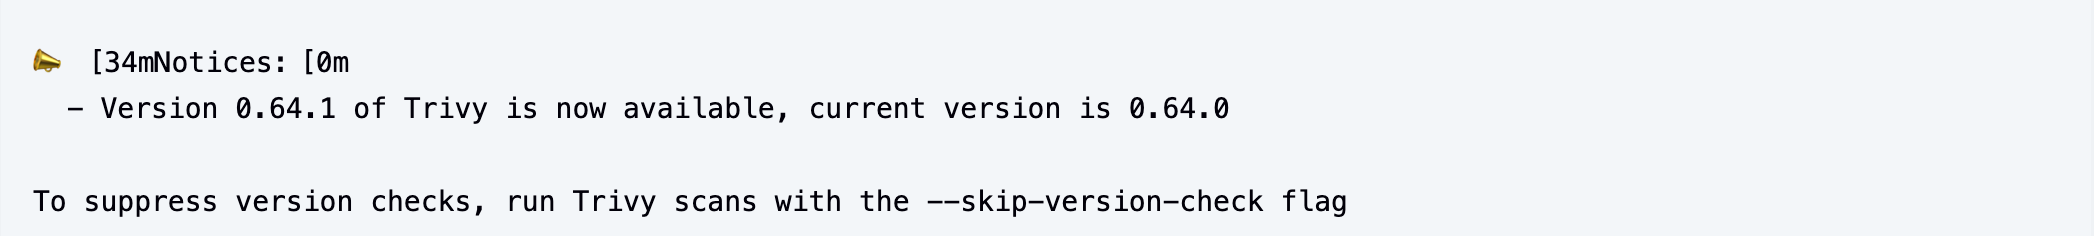 📣 [34mNotices: [0m
  - Version 0.64.1 of Trivy is now available, current version is 0.64.0
To suppress version checks, run Trivy scans with the --skip-version-check flag